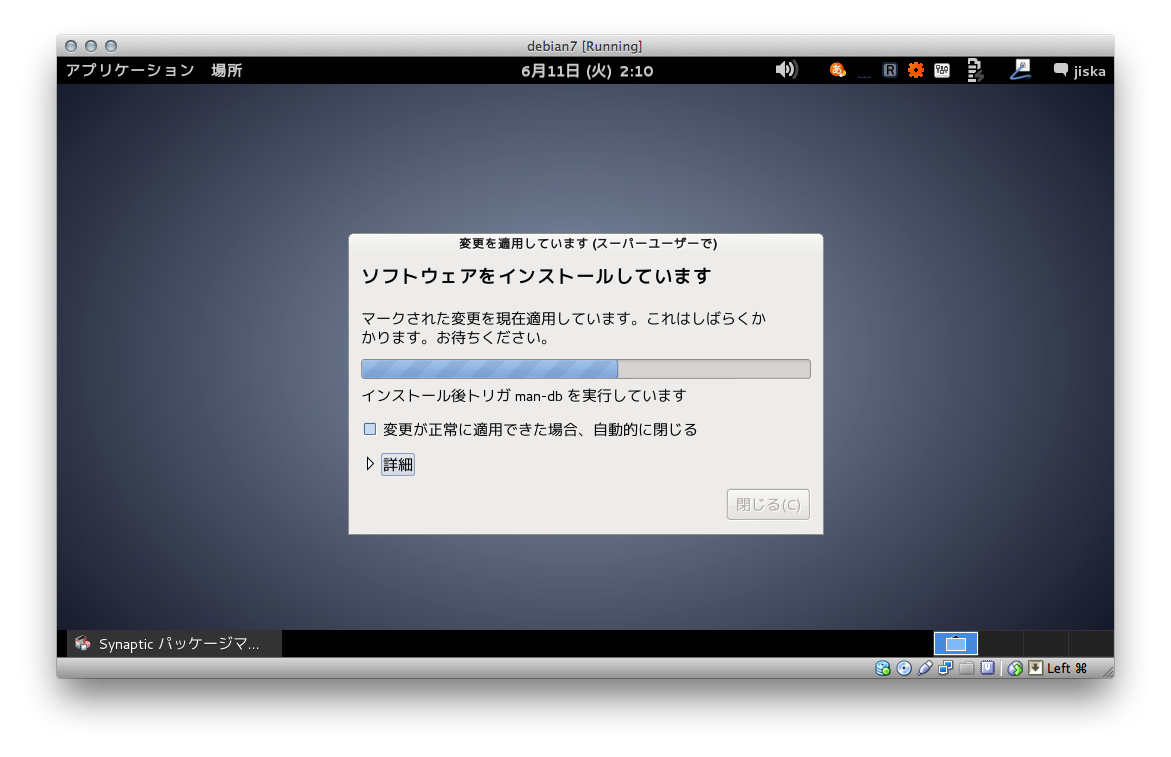 debian7 [Running]
アプリケーション 場所 6月11日 (火) 2:10 あ R jiska
変更を適用しています (スーパーユーザーで)
ソフトウェアをインストールしています
マークされた変更を現在適用しています。これはしばらくか
かります。お待ちください。
インストール後トリガ man-db を実行しています
変更が正常に適用できた場合、自動的に閉じる
詳細
閉じる(C)
Synaptic パッケージマ...
Left ⌘